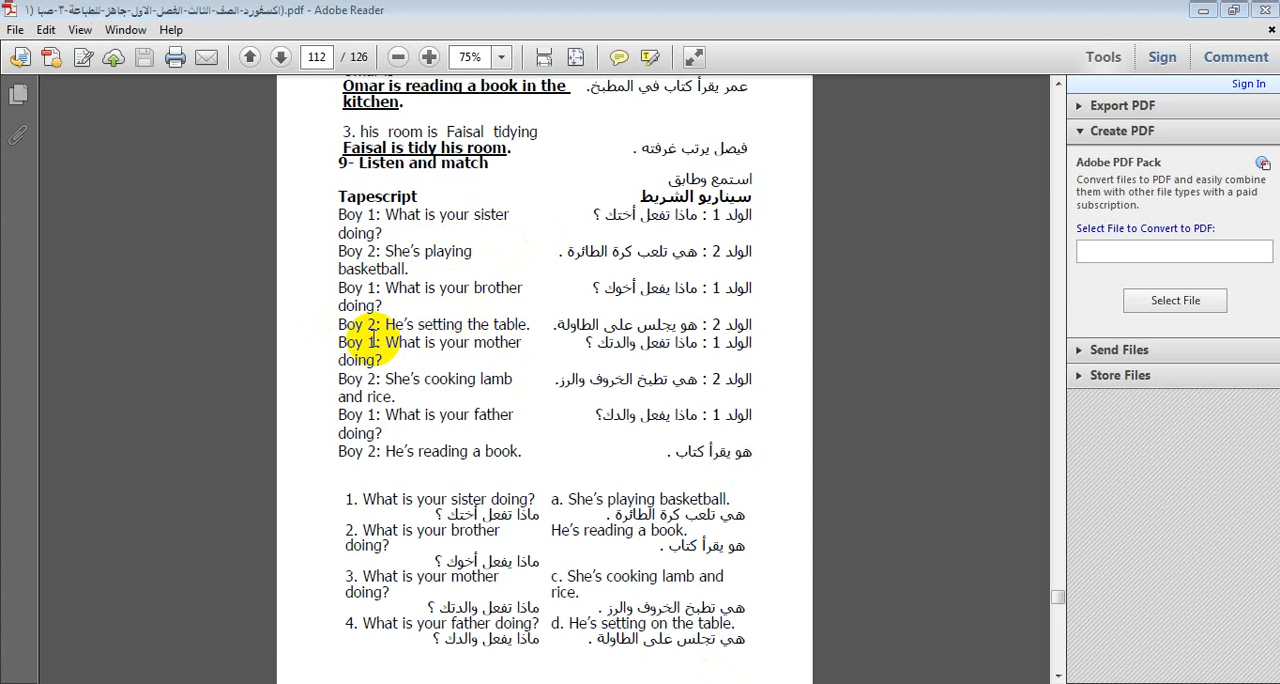 اكسفورد-الصف-الثالث-الفصل-الاول-جاهز-للطباعة-٣-صبا (١).pdf - Adobe Reader
File Edit View Window Help
112 / 126 75% Tools Sign Comment
Sign In
Export PDF
Create PDF
Adobe PDF Pack
Convert files to PDF and easily combine
them with other file types with a paid
subscription.
Select File to Convert to PDF:
Select File
Send Files
Store Files
Omar is reading a book in the عمر يقرأ كتاب في المطبخ.
kitchen.
3. his room is Faisal tidying
Faisal is tidy his room. فيصل يرتب غرفته .
9- Listen and match
استمع وطابق
Tapescript سيناريو الشريط
Boy 1: What is your sister الولد 1 : ماذا تفعل أختك ؟
doing?
Boy 2: She's playing الولد 2 : هي تلعب كرة الطائرة .
basketball.
Boy 1: What is your brother الولد 1 : ماذا يفعل أخوك ؟
doing?
Boy 2: He's setting the table. الولد 2 : هو يجلس على الطاولة.
Boy 1: What is your mother الولد 1 : ماذا تفعل والدتك ؟
doing?
Boy 2: She's cooking lamb الولد 2 : هي تطبخ الخروف والرز.
and rice.
Boy 1: What is your father الولد 1 : ماذا يفعل والدك؟
doing?
Boy 2: He's reading a book. هو يقرأ كتاب .
1. What is your sister doing? a. She's playing basketball.
ماذا تفعل أختك ؟ هي تلعب كرة الطائرة .
2. What is your brother He's reading a book.
doing? هو يقرأ كتاب .
ماذا يفعل أخوك ؟
3. What is your mother c. She's cooking lamb and
doing? rice.
ماذا تفعل والدتك ؟ هي تطبخ الخروف والرز .
4. What is your father doing? d. He's setting on the table.
ماذا يفعل والدك ؟ هي تجلس على الطاولة .